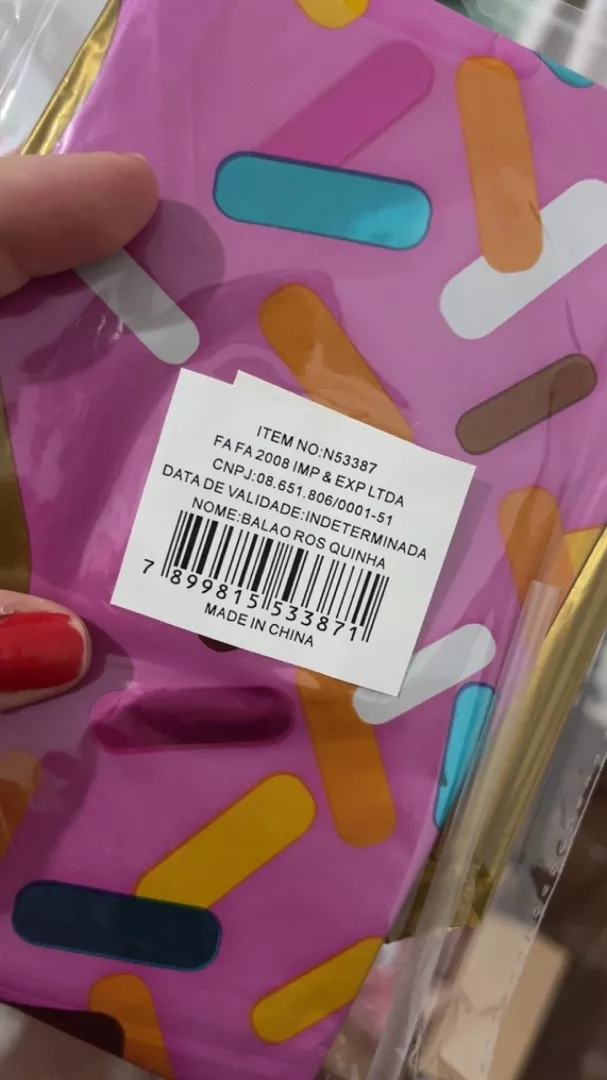 ITEM NO:N53387
FA FA 2008 IMP & EXP LTDA
CNPJ:08.651.806/0001-51
DATA DE VALIDADE:INDETERMINADA
NOME:BALAO ROS QUINHA
7 899815 533871
MADE IN CHINA